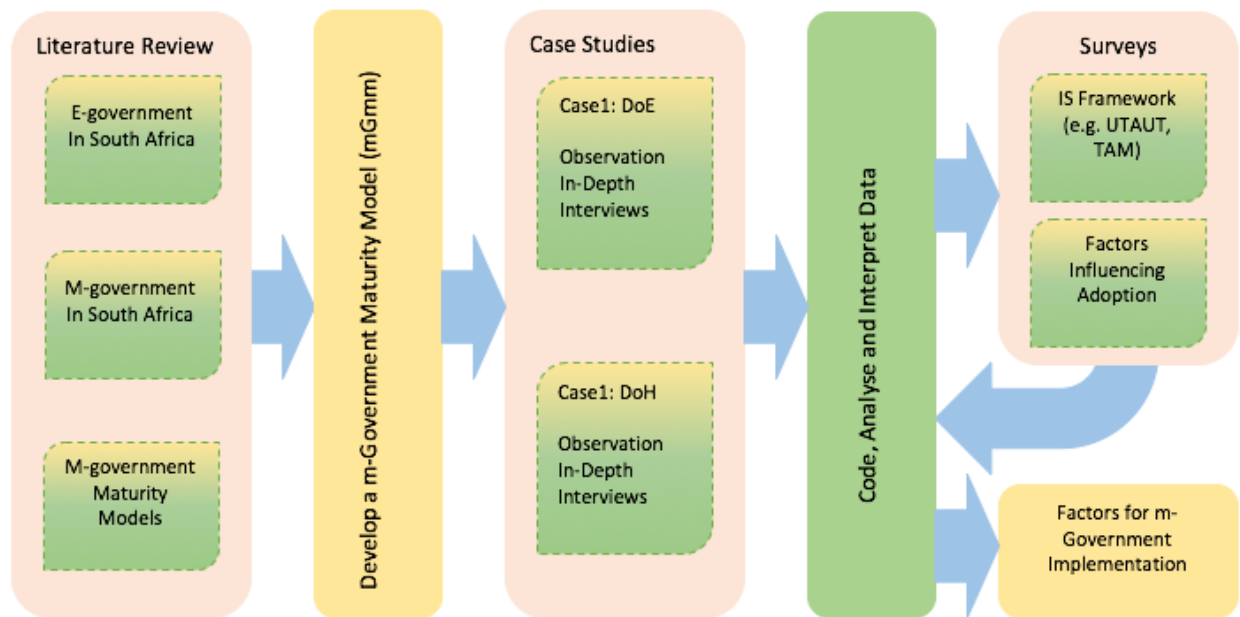 Literature Review
E-government
In South Africa
M-government
In South Africa
M-government
Maturity
Models
Develop a m-Government Maturity Model (mGmm)
Case Studies
Case1: DoE
Observation
In-Depth
Interviews
Case1: DoH
Observation
In-Depth
Interviews
Code, Analyse and Interpret Data
Surveys
IS Framework
(e.g. UTAUT,
TAM)
Factors
Influencing
Adoption
Factors for m-
Government
Implementation